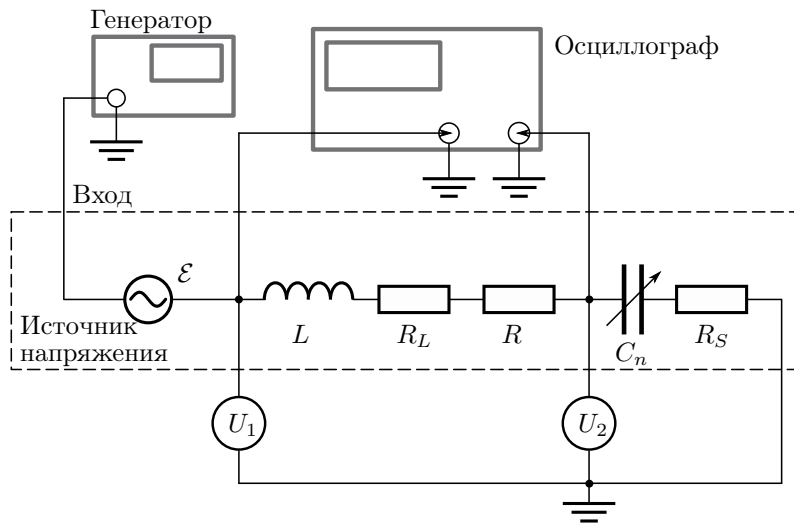 Генератор
Осциллограф
Вход
ℰ
Источник
напряжения
L
R_L
R
C_n
R_S
U_1
U_2